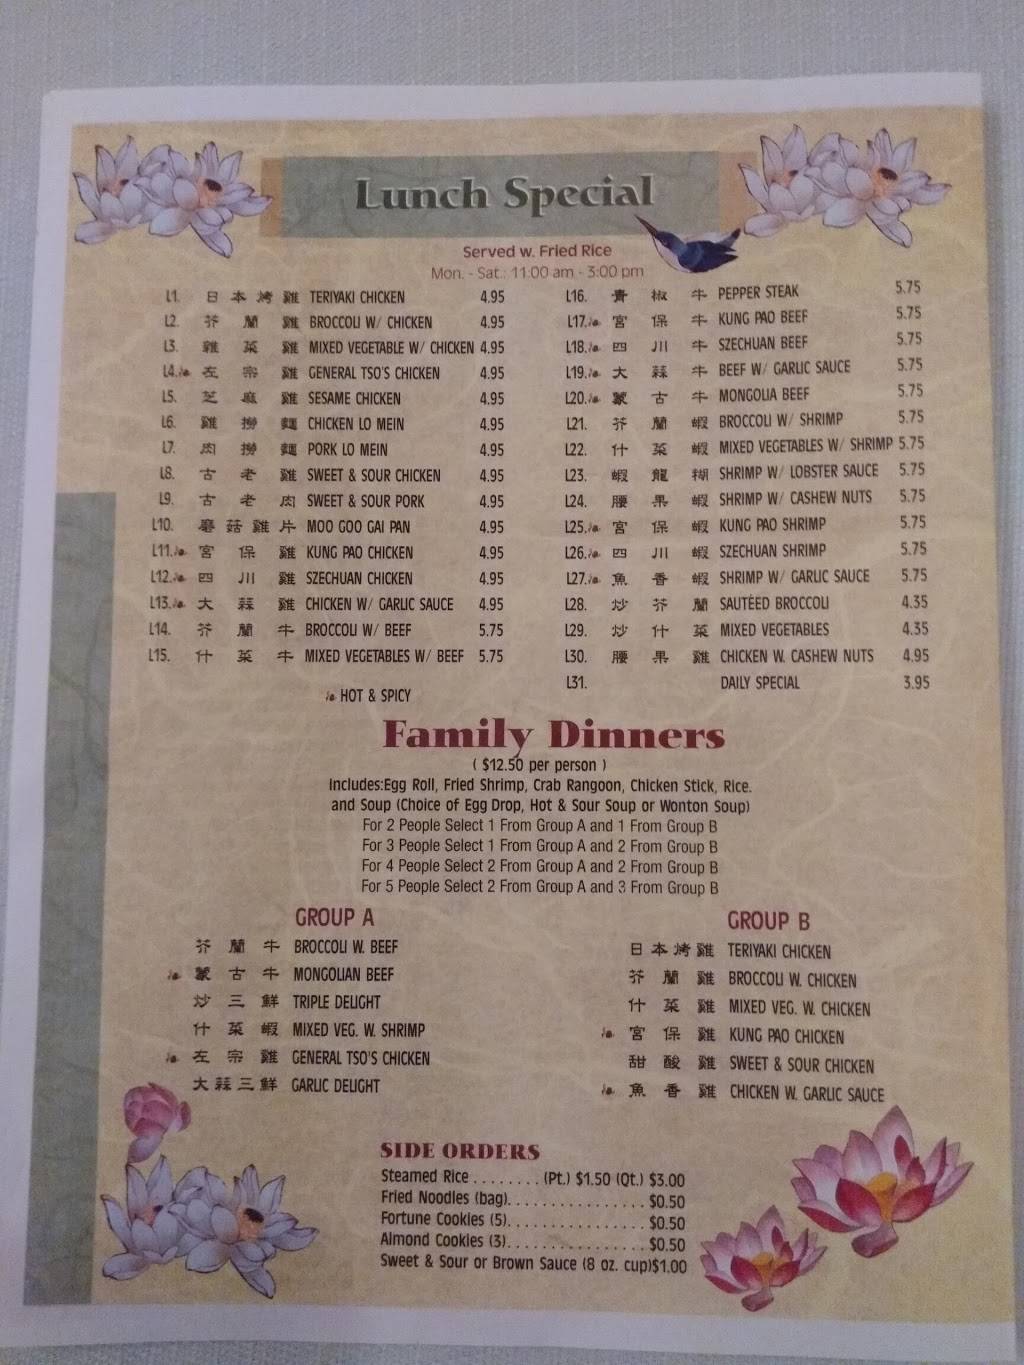 Lunch Special
Served w. Fried Rice
Mon. - Sat.: 11:00 am - 3:00 pm
L1. 日本烤雞 TERIYAKI CHICKEN 4.95
L2. 芥蘭雞 BROCCOLI W/ CHICKEN 4.95
L3. 雜菜雞 MIXED VEGETABLE W/ CHICKEN 4.95
L4. 左宗雞 GENERAL TSO'S CHICKEN 4.95
L5. 芝麻雞 SESAME CHICKEN 4.95
L6. 雞撈麵 CHICKEN LO MEIN 4.95
L7. 肉撈麵 PORK LO MEIN 4.95
L8. 古老雞 SWEET & SOUR CHICKEN 4.95
L9. 古老肉 SWEET & SOUR PORK 4.95
L10. 磨菇雞片 MOO GOO GAI PAN 4.95
L11. 宮保雞 KUNG PAO CHICKEN 4.95
L12. 四川雞 SZECHUAN CHICKEN 4.95
L13. 大蒜雞 CHICKEN W/ GARLIC SAUCE 4.95
L14. 芥蘭牛 BROCCOLI W/ BEEF 5.75
L15. 什菜牛 MIXED VEGETABLES W/ BEEF 5.75
HOT & SPICY
L16. 青椒牛 PEPPER STEAK 5.75
L17. 宮保牛 KUNG PAO BEEF 5.75
L18. 四川牛 SZECHUAN BEEF 5.75
L19. 大蒜牛 BEEF W/ GARLIC SAUCE 5.75
L20. 蒙古牛 MONGOLIA BEEF 5.75
L21. 芥蘭蝦 BROCCOLI W/ SHRIMP 5.75
L22. 什菜蝦 MIXED VEGETABLES W/ SHRIMP 5.75
L23. 蝦龍糊 SHRIMP W/ LOBSTER SAUCE 5.75
L24. 腰果蝦 SHRIMP W/ CASHEW NUTS 5.75
L25. 宮保蝦 KUNG PAO SHRIMP 5.75
L26. 四川蝦 SZECHUAN SHRIMP 5.75
L27. 魚香蝦 SHRIMP W/ GARLIC SAUCE 5.75
L28. 炒芥蘭 SAUTÉED BROCCOLI 4.35
L29. 炒什菜 MIXED VEGETABLES 4.35
L30. 腰果雞 CHICKEN W. CASHEW NUTS 4.95
L31. DAILY SPECIAL 3.95
Family Dinners
( $12.50 per person )
Includes:Egg Roll, Fried Shrimp, Crab Rangoon, Chicken Stick, Rice.
and Soup (Choice of Egg Drop, Hot & Sour Soup or Wonton Soup)
For 2 People Select 1 From Group A and 1 From Group B
For 3 People Select 1 From Group A and 2 From Group B
For 4 People Select 2 From Group A and 2 From Group B
For 5 People Select 2 From Group A and 3 From Group B
GROUP A
芥蘭牛 BROCCOLI W. BEEF
蒙古牛 MONGOLIAN BEEF
炒三鮮 TRIPLE DELIGHT
什菜蝦 MIXED VEG. W. SHRIMP
左宗雞 GENERAL TSO'S CHICKEN
大蒜三鮮 GARLIC DELIGHT
GROUP B
日本烤雞 TERIYAKI CHICKEN
芥蘭雞 BROCCOLI W. CHICKEN
什菜雞 MIXED VEG. W. CHICKEN
宮保雞 KUNG PAO CHICKEN
甜酸雞 SWEET & SOUR CHICKEN
魚香雞 CHICKEN W. GARLIC SAUCE
SIDE ORDERS
Steamed Rice . . . . . . . . (Pt.) $1.50 (Qt.) $3.00
Fried Noodles (bag). . . . . . . . . . . . . . . . $0.50
Fortune Cookies (5). . . . . . . . . . . . . . . . $0.50
Almond Cookies (3). . . . . . . . . . . . . . . . $0.50
Sweet & Sour or Brown Sauce (8 oz. cup)$1.00